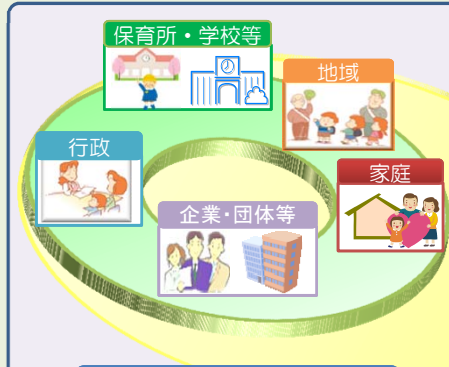 保育所・学校等
地域
行政
家庭
企業・団体等